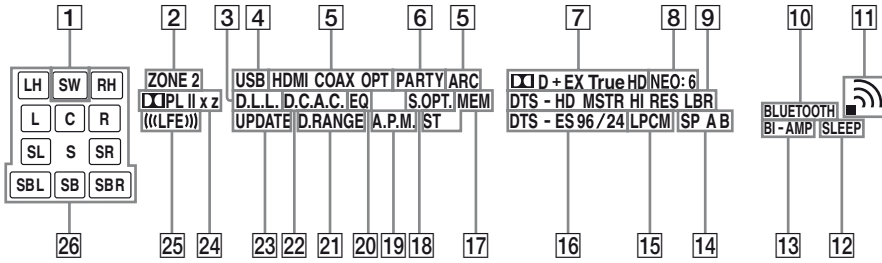 1 2 3 4 5 6 5 7 8 9 10 11
LH SW RH ZONE 2 USB HDMI COAX OPT PARTY ARC D + EX True HD NEO: 6
L C R PL II x z D.L.L. D.C.A.C. EQ S.OPT. MEM DTS - HD MSTR HI RES LBR BLUETOOTH
SL S SR (((LFE))) UPDATE D.RANGE A.P.M. ST DTS - ES 96/24 LPCM SP A B BI - AMP SLEEP
SBL SB SBR
26 25 24 23 22 21 20 19 18 17 16 15 14 13 12